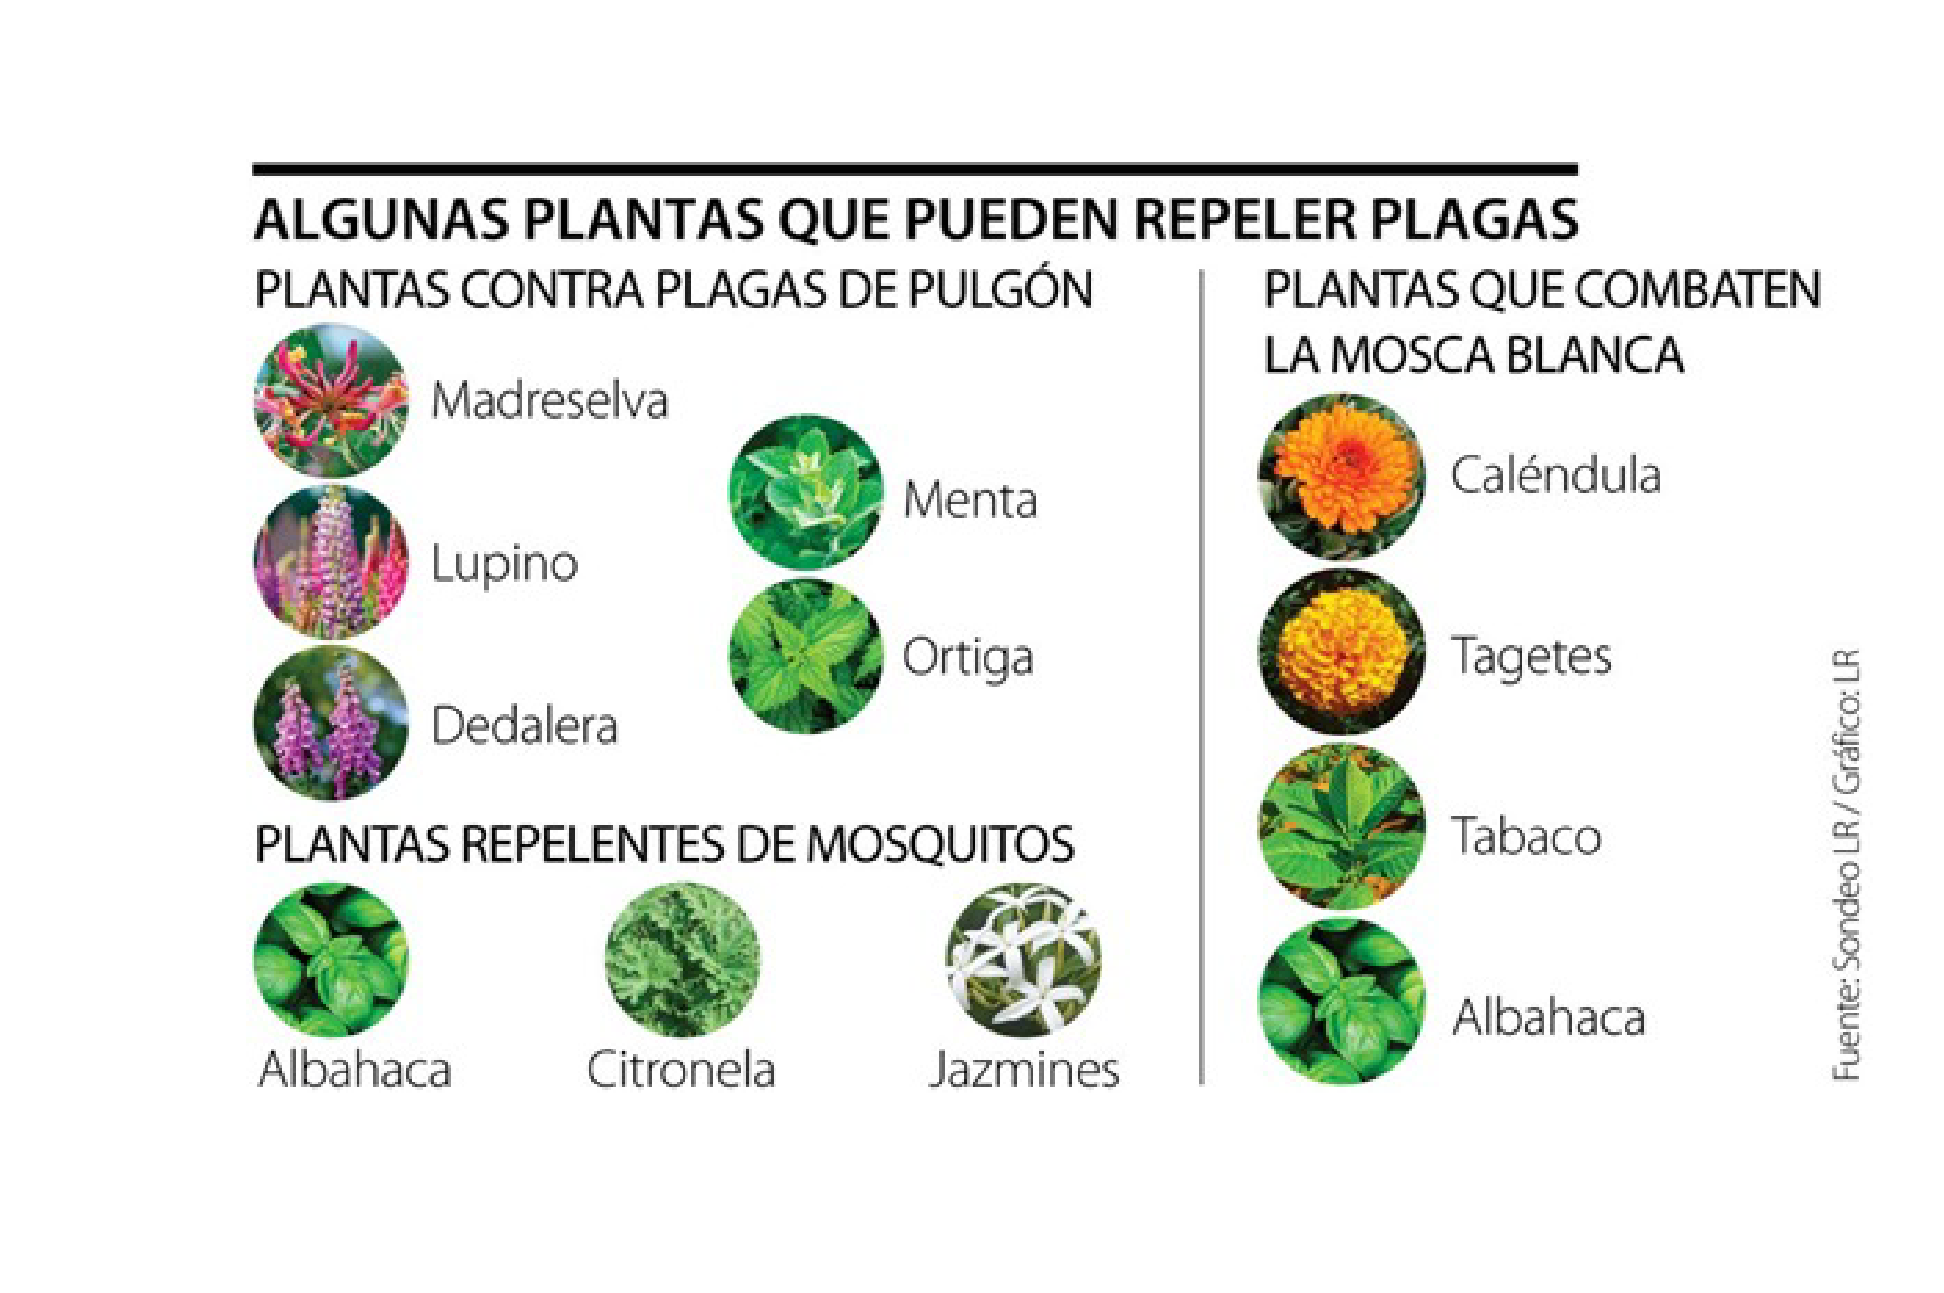 ALGUNAS PLANTAS QUE PUEDEN REPELER PLAGAS
PLANTAS CONTRA PLAGAS DE PULGÓN
Madreselva
Lupino
Dedalera
Menta
Ortiga
PLANTAS REPELENTES DE MOSQUITOS
Albahaca
Citronela
Jazmines
PLANTAS QUE COMBATEN
LA MOSCA BLANCA
Caléndula
Tagetes
Tabaco
Albahaca
Fuente: Sondeo LR / Gráfico: LR